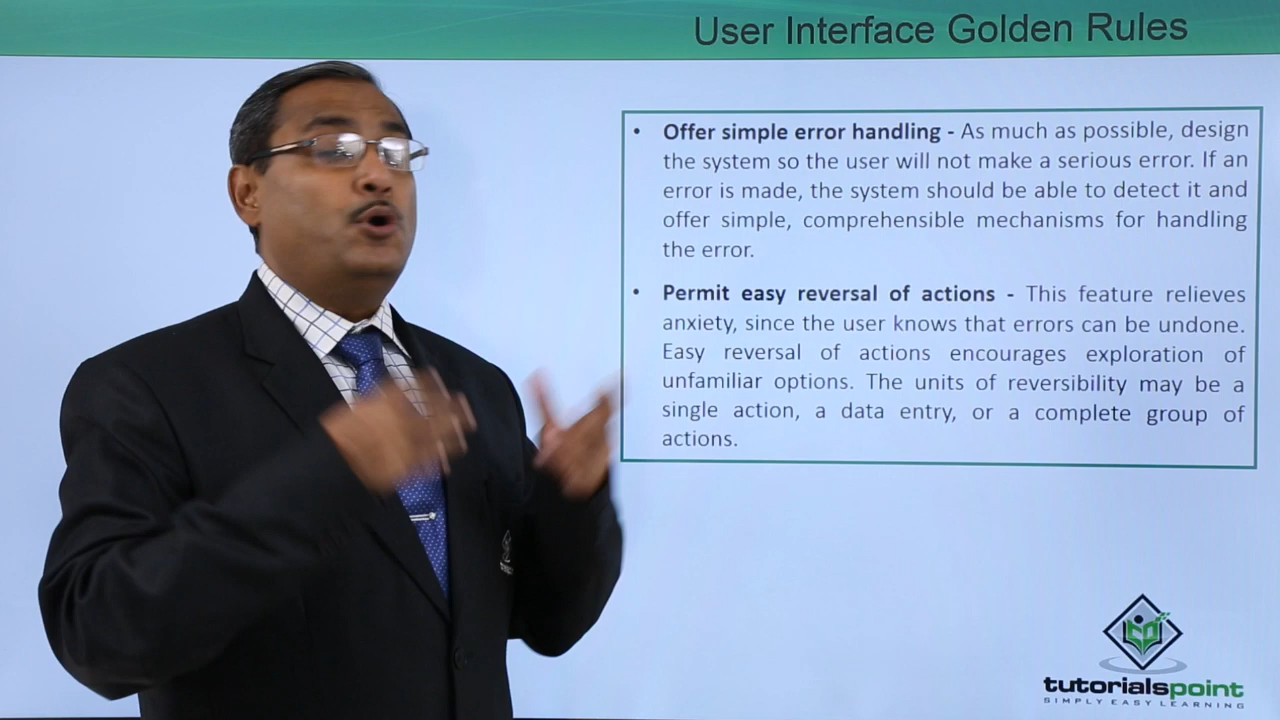 User Interface Golden Rules
• Offer simple error handling - As much as possible, design
the system so the user will not make a serious error. If an
error is made, the system should be able to detect it and
offer simple, comprehensible mechanisms for handling
the error.
• Permit easy reversal of actions - This feature relieves
anxiety, since the user knows that errors can be undone.
Easy reversal of actions encourages exploration of
unfamiliar options. The units of reversibility may be a
single action, a data entry, or a complete group of
actions.
tutorialspoint
SIMPLY EASY LEARNING